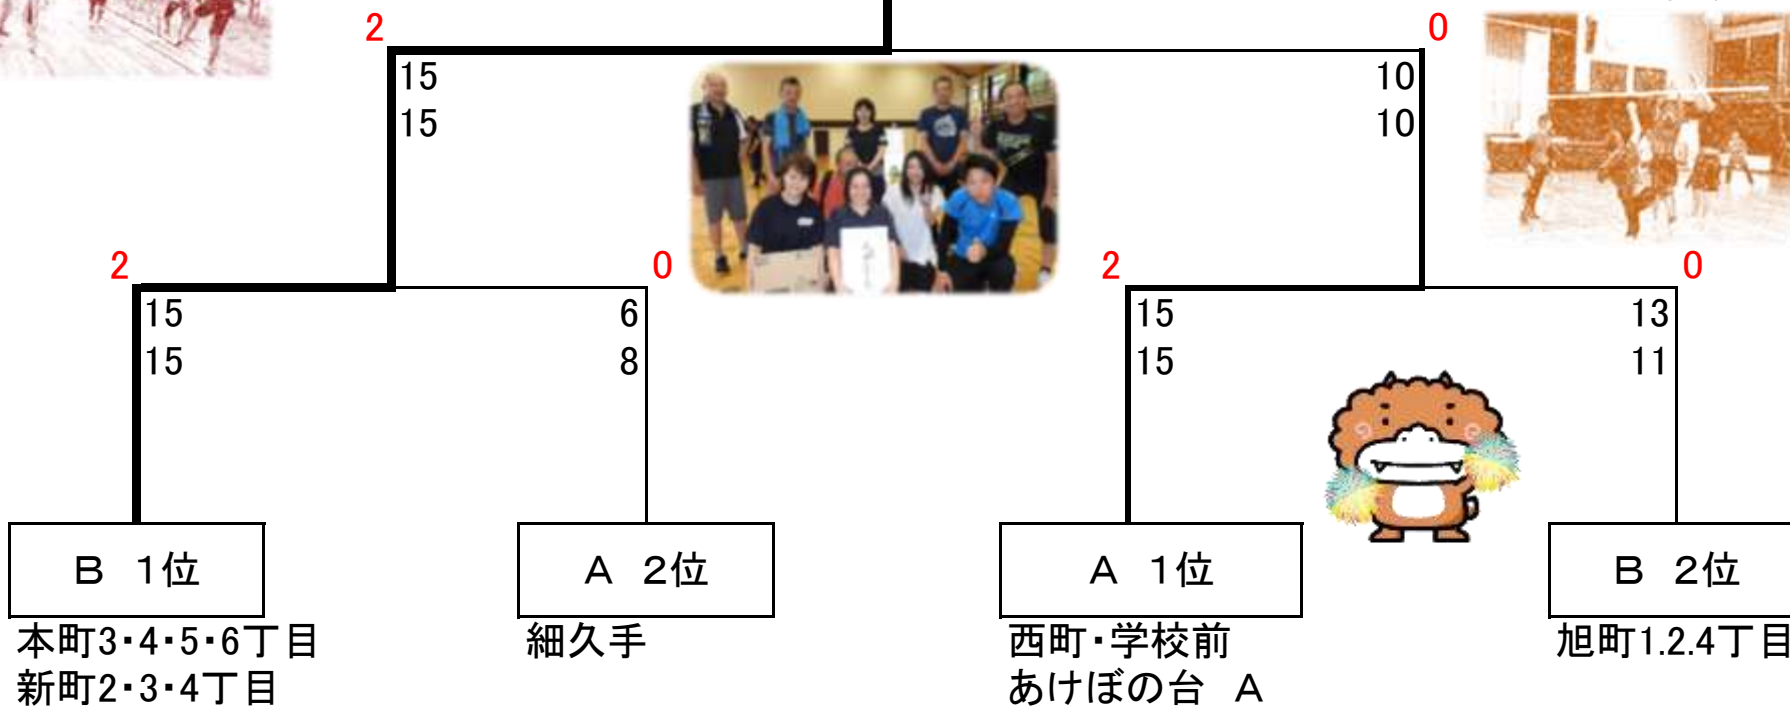 2 0
15 10
15 10
2 0 2 0
15 6 15 13
15 8 15 11
B 1位 A 2位 A 1位 B 2位
本町3・4・5・6丁目 細久手 西町・学校前 旭町1.2.4丁目
新町2・3・4丁目 あけぼの台 A